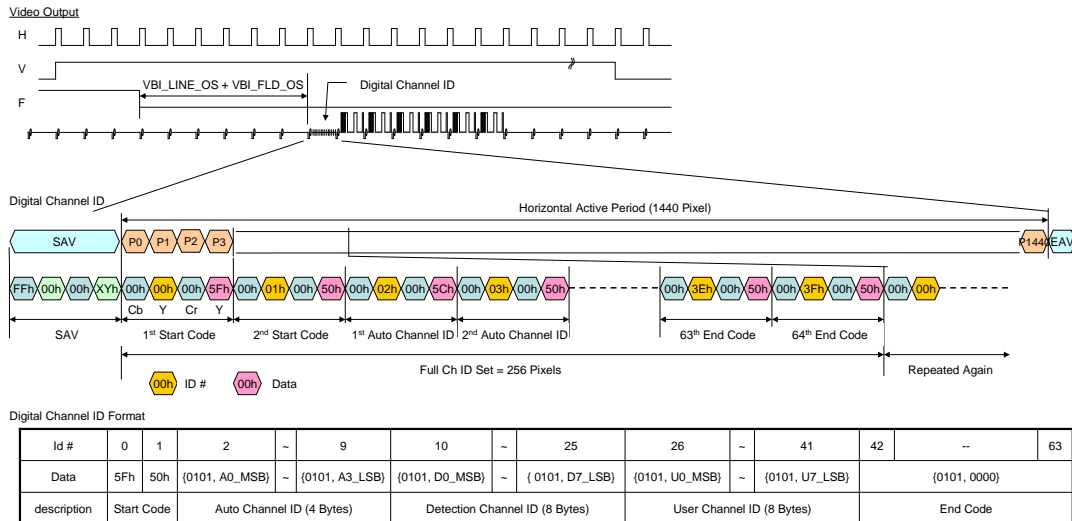 Video Output
H
V
VBI_LINE_OS + VBI_FLD_OS
Digital Channel ID
F
Digital Channel ID
Horizontal Active Period (1440 Pixel)
SAV P0 P1 P2 P3 P1440 EAV
FFh 00h 00h XYh 00h 00h 00h 5Fh 00h 01h 00h 50h 00h 02h 00h 5Ch 00h 03h 00h 50h 00h 3Eh 00h 50h 00h 3Fh 00h 50h 00h 00h
Cb Y Cr Y
SAV 1st Start Code 2nd Start Code 1st Auto Channel ID 2nd Auto Channel ID 63th End Code 64th End Code
Full Ch ID Set = 256 Pixels Repeated Again
00h ID # 00h Data
Digital Channel ID Format
Id # 0 1 2 ~ 9 10 ~ 25 26 ~ 41 42 -- 63
Data 5Fh 50h {0101, A0_MSB} ~ {0101, A3_LSB} {0101, D0_MSB} ~ { 0101, D7_LSB} {0101, U0_MSB} ~ {0101, U7_LSB} {0101, 0000}
description Start Code Auto Channel ID (4 Bytes) Detection Channel ID (8 Bytes) User Channel ID (8 Bytes) End Code